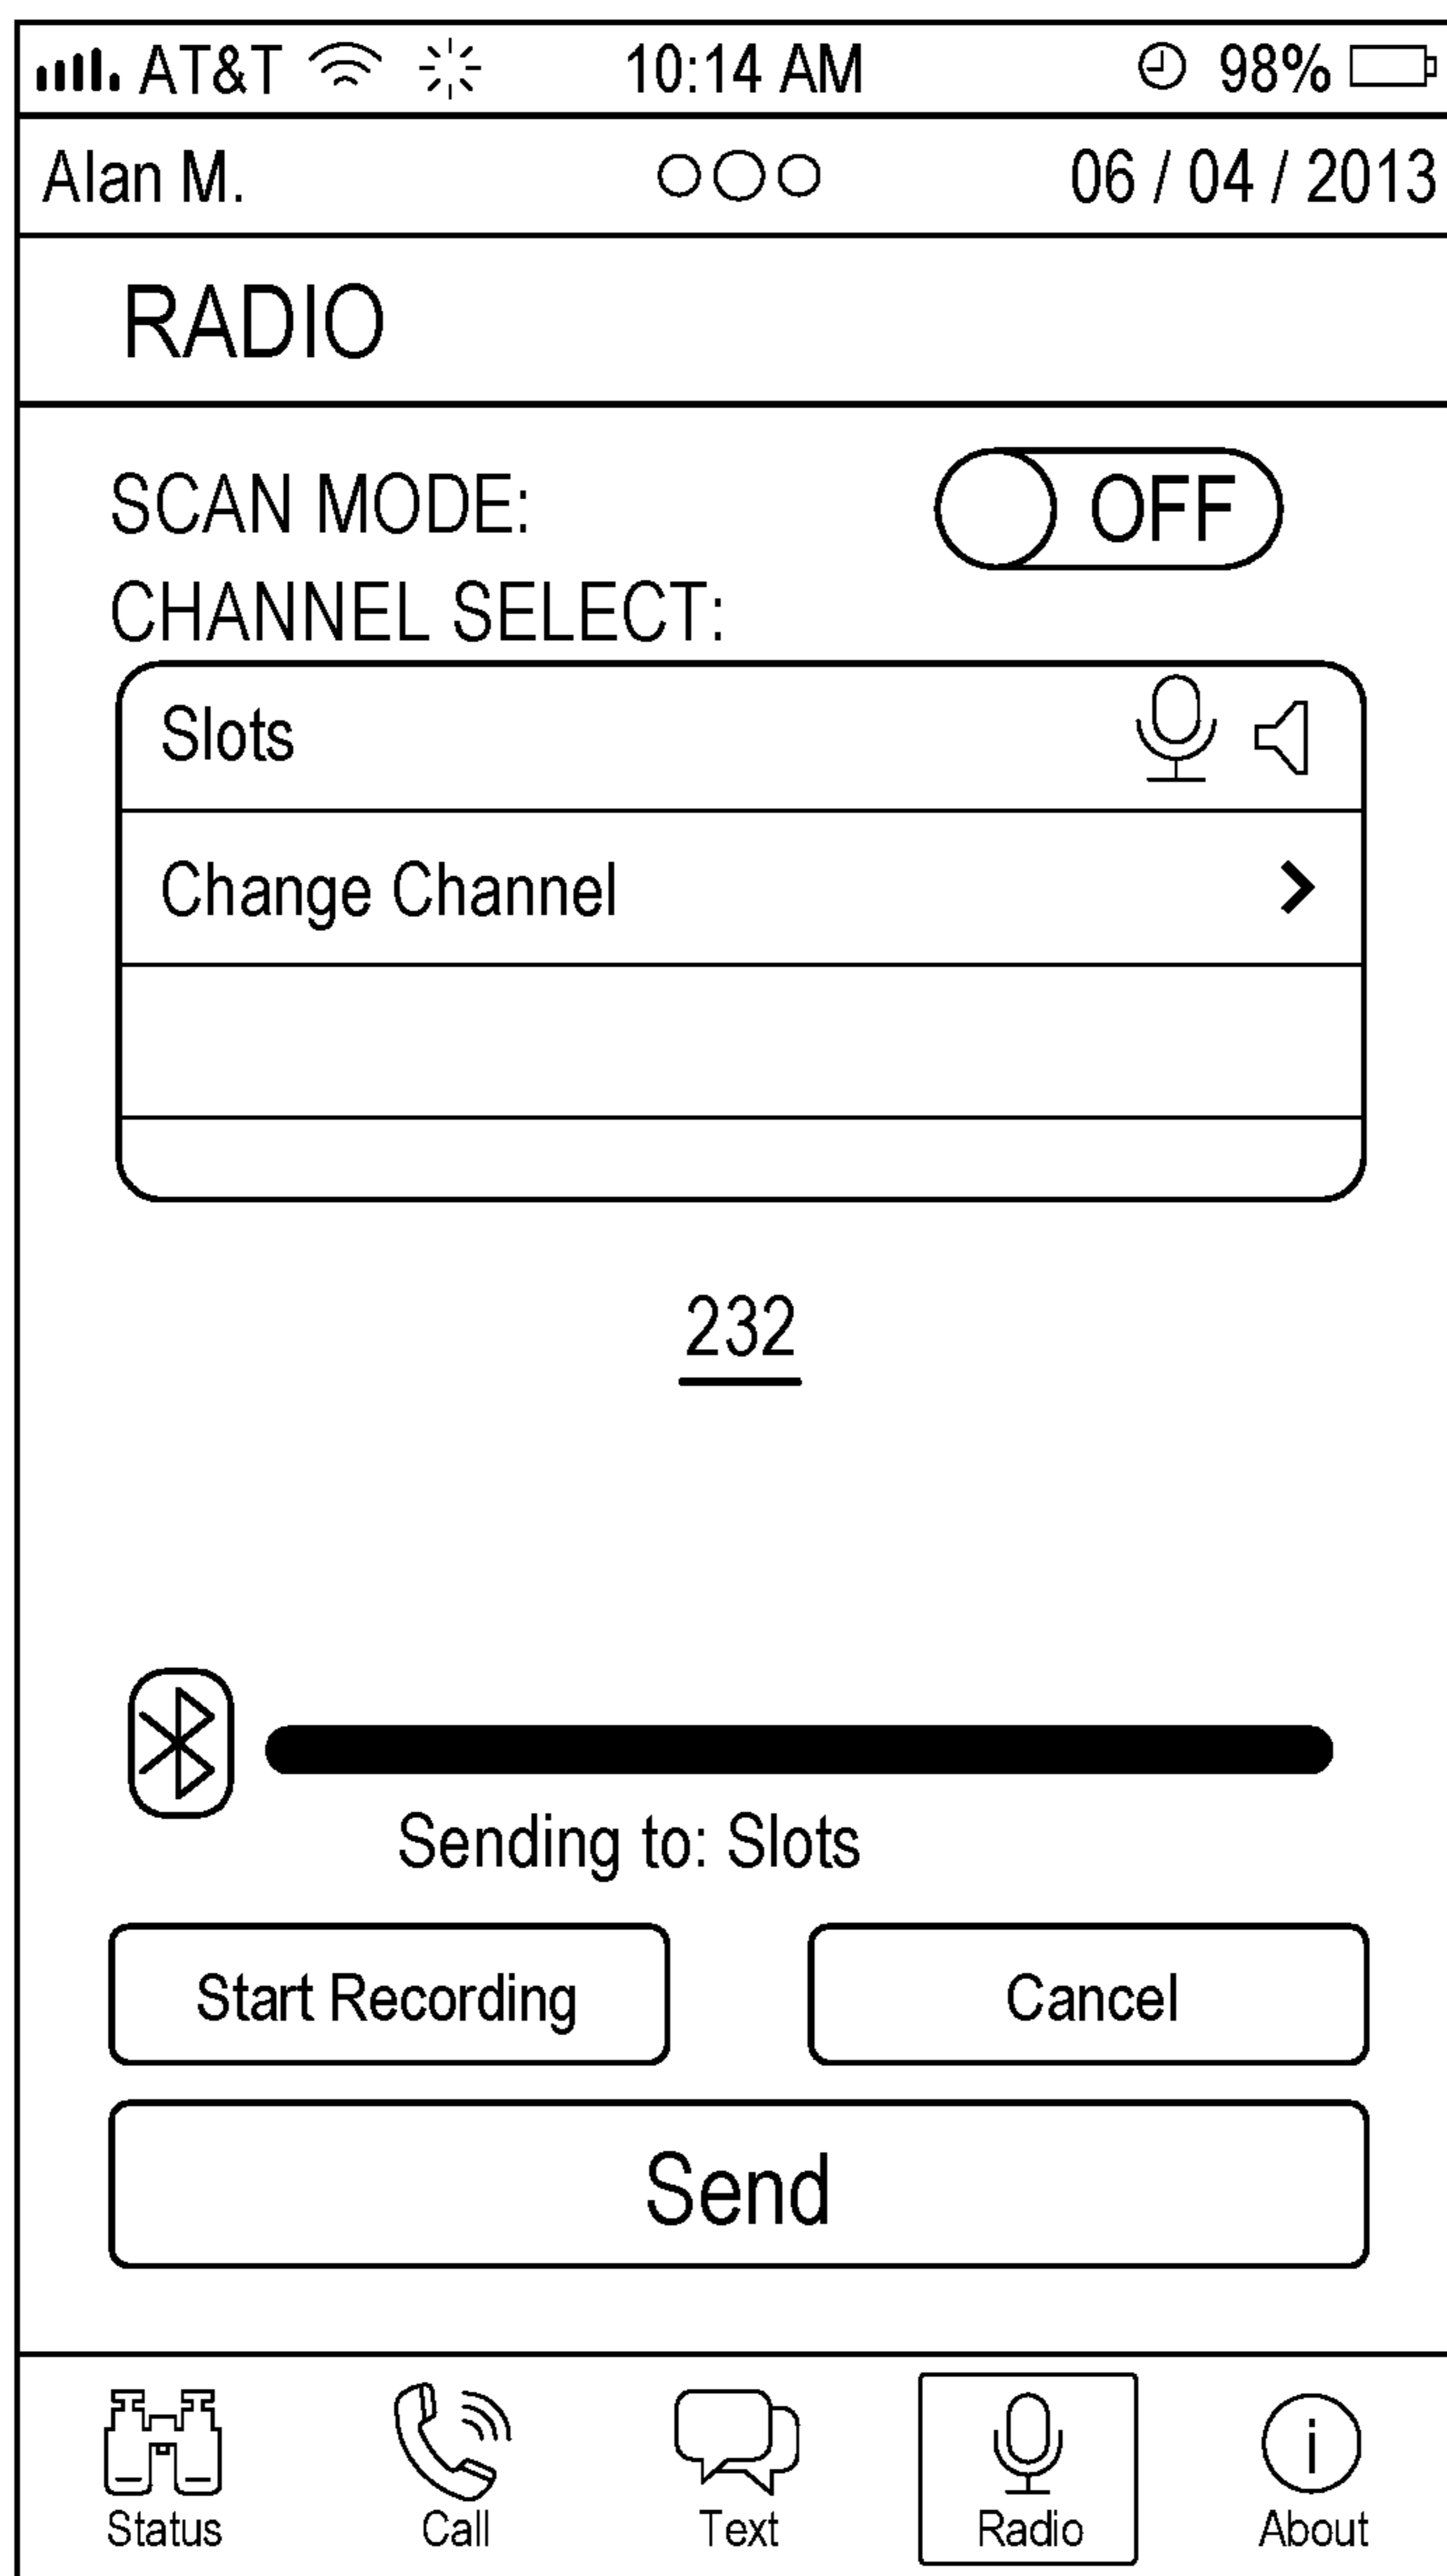 AT&T 10:14 AM 98%
Alan M. 06 / 04 / 2013
RADIO
SCAN MODE: OFF
CHANNEL SELECT:
Slots
Change Channel
232
Sending to: Slots
Start Recording Cancel
Send
Status Call Text Radio About